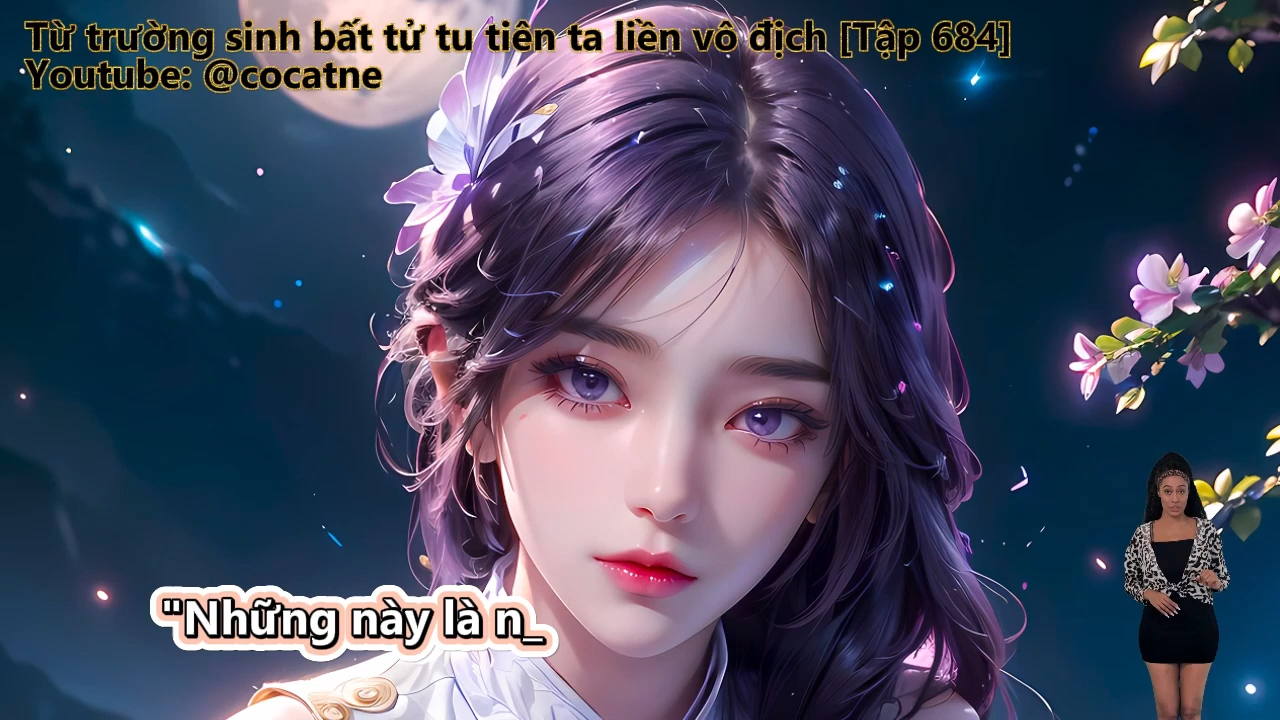 Từ trường sinh bất tử tu tiên ta liền vô địch [Tập 684]
Youtube: @cocatne
"Những này là n_